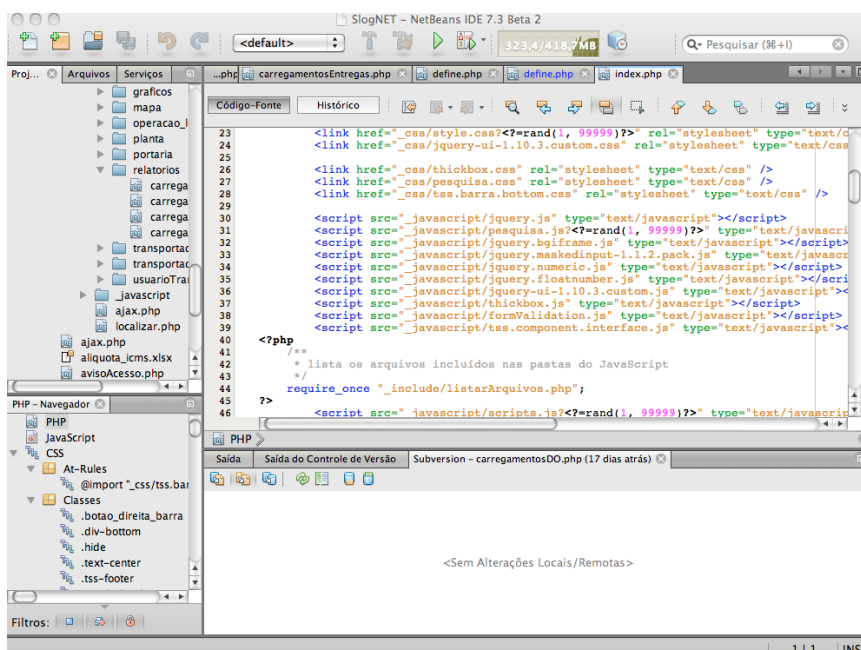 SlogNET – NetBeans IDE 7.3 Beta 2
<default>
323,4/418,7MB
Pesquisar (⌘+I)
Proj...
Arquivos
Serviços
...php
carregamentosEntregas.php
define.php
define.php
index.php
graficos
mapa
operacao_l
planta
portaria
relatorios
carrega
carrega
carrega
carrega
transportac
transportac
usuarioTra
_javascript
ajax.php
localizar.php
ajax.php
aliquota_icms.xlsx
avisoAcesso.php
Código-Fonte
Histórico
23 <link href="_css/style.css?<?=rand(1, 99999)?>" rel="stylesheet" type="text/c
24 <link href="_css/jquery-ui-1.10.3.custom.css" rel="stylesheet" type="text/css
25
26 <link href="_css/thickbox.css" rel="stylesheet" type="text/css" />
27 <link href="_css/pesquisa.css" rel="stylesheet" type="text/css" />
28 <link href="_css/tss.barra.bottom.css" rel="stylesheet" type="text/css" />
29
30 <script src="_javascript/jquery.js" type="text/javascript"></script>
31 <script src="_javascript/pesquisa.js?<?=rand(1, 99999)?>" type="text/javascri
32 <script src="_javascript/jquery.bgiframe.js" type="text/javascript"></script>
33 <script src="_javascript/jquery.maskedinput-1.1.2.pack.js" type="text/javascr
34 <script src="_javascript/jquery.numeric.js" type="text/javascript"></script>
35 <script src="_javascript/jquery.floatnumber.js" type="text/javascript"></scri
36 <script src="_javascript/jquery-ui-1.10.3.custom.js" type="text/javascript"><
37 <script src="_javascript/thickbox.js" type="text/javascript"></script>
38 <script src="_javascript/formValidation.js" type="text/javascript"></script>
39 <script src="_javascript/tss.component.interface.js" type="text/javascript"><
40 <?php
41 /**
42 * lista os arquivos incluídos nas pastas do JavaScript
43 */
44 require_once "_include/listarArquivos.php";
45 ?>
46 <script src="_javascript/scripts.js?<?=rand(1, 99999)?>" type="text/javascrip
PHP
PHP – Navegador
PHP
JavaScript
CSS
At-Rules
@import "_css/tss.bar
Classes
.botao_direita_barra
.div-bottom
.hide
.text-center
.tss-footer
Filtros:
Saída
Saída do Controle de Versão
Subversion – carregamentosDO.php (17 dias atrás)
<Sem Alterações Locais/Remotas>
1 | 1
INS